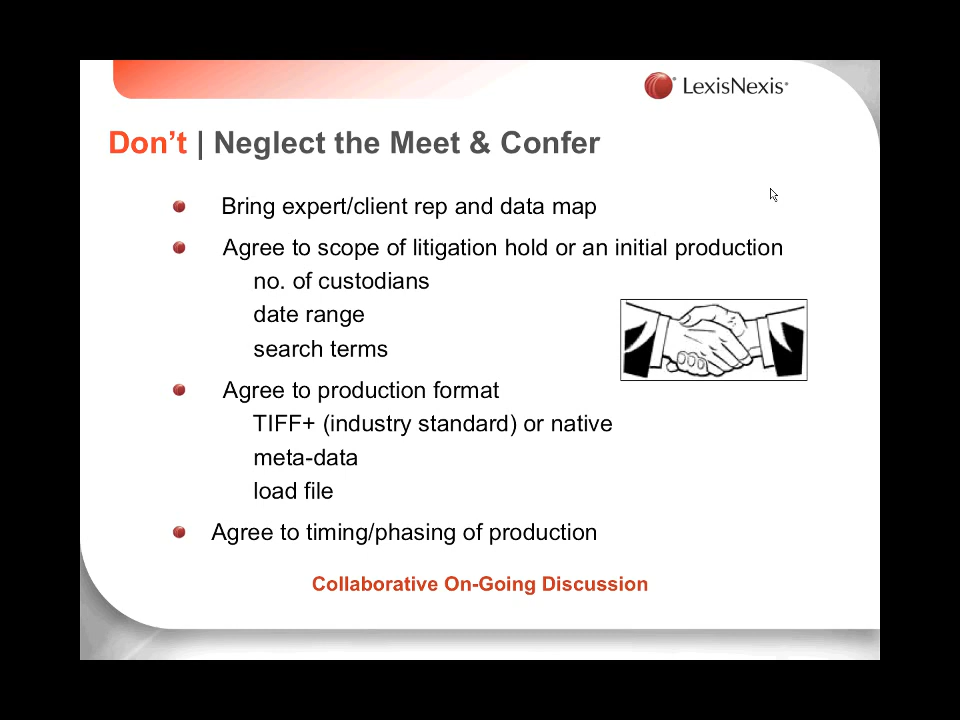 LexisNexis®
Don't | Neglect the Meet & Confer
Bring expert/client rep and data map
Agree to scope of litigation hold or an initial production
no. of custodians
date range
search terms
Agree to production format
TIFF+ (industry standard) or native
meta-data
load file
Agree to timing/phasing of production
Collaborative On-Going Discussion